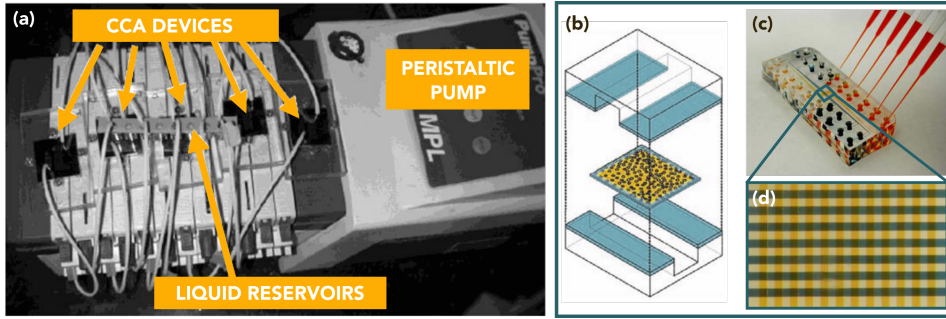 (a)
CCA DEVICES
PERISTALTIC
PUMP
PumpPro
MPL
LIQUID RESERVOIRS
(b)
(c)
(d)